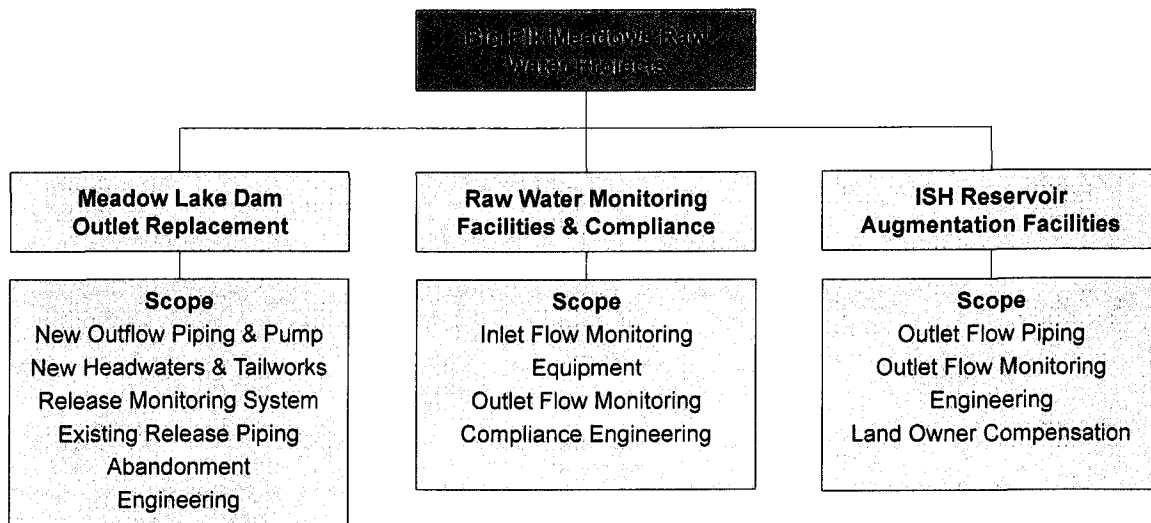 Big Elk Meadows Raw
Water Projects
Meadow Lake Dam
Outlet Replacement
Raw Water Monitoring
Facilities & Compliance
ISH Reservoir
Augmentation Facilities
Scope
New Outflow Piping & Pump
New Headwaters & Tailworks
Release Monitoring System
Existing Release Piping
Abandonment
Engineering
Scope
Inlet Flow Monitoring
Equipment
Outlet Flow Monitoring
Compliance Engineering
Scope
Outlet Flow Piping
Outlet Flow Monitoring
Engineering
Land Owner Compensation